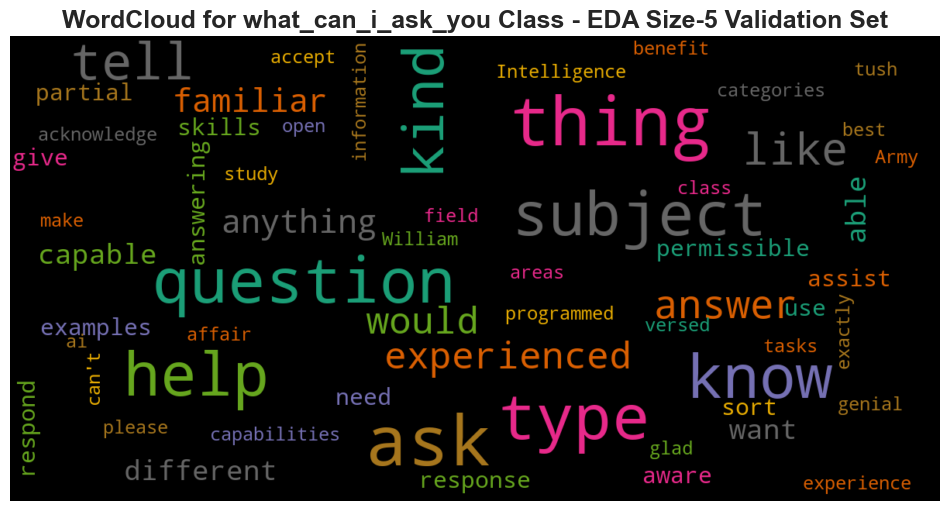 WordCloud for what_can_i_ask_you Class - EDA Size-5 Validation Set
tell
accept
information
kind
benefit
Intelligence
tush
partial
familiar
thing
categories
acknowledge
skills
open
like
best
give
answering
study
class
Army
make
anything
field
William
subject
able
capable
permissible
question
areas
assist
examples
affair
would
programmed
answer
use
versed
exactly
ai
can't
help
experienced
know
tasks
respond
need
sort
genial
please
capabilities
ask
type
want
different
response
glad
aware
experience